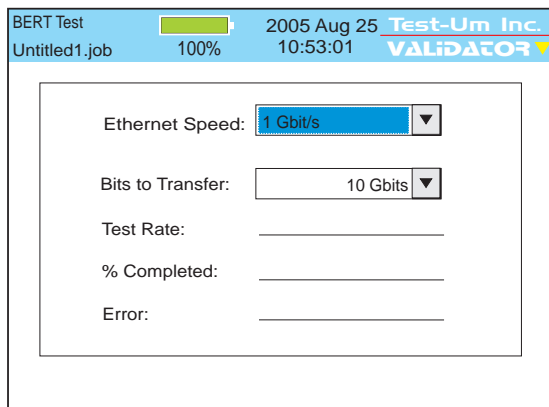 BERT Test
2005 Aug 25 Test-Um Inc.
Untitled1.job 100% 10:53:01 VALIDATOR
Ethernet Speed: 1 Gbit/s
Bits to Transfer: 10 Gbits
Test Rate:
% Completed:
Error: